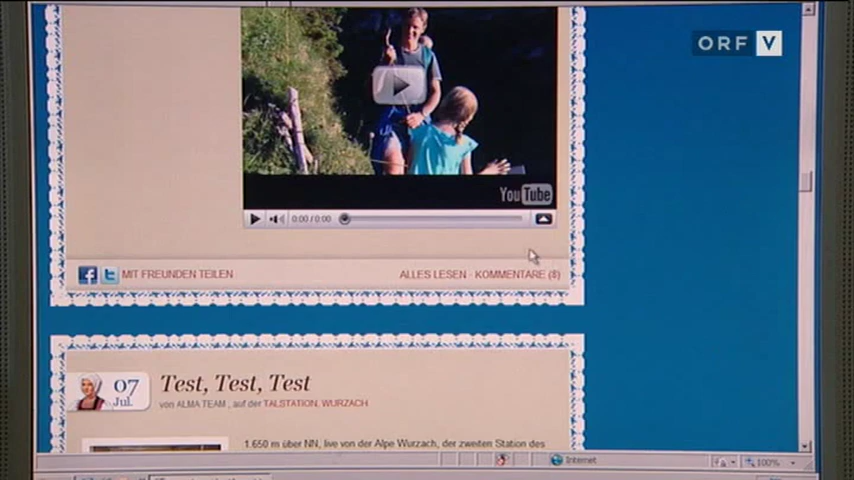 ORF V
YouTube
0:00 / 0:00
MIT FREUNDEN TEILEN
ALLES LESEN · KOMMENTARE (8)
07
Jul.
Test, Test, Test
von ALMA TEAM , auf der TALSTATION, WURZACH
1.650 m über NN, live von der Alpe Wurzach, der zweiten Station des
Internet
100%